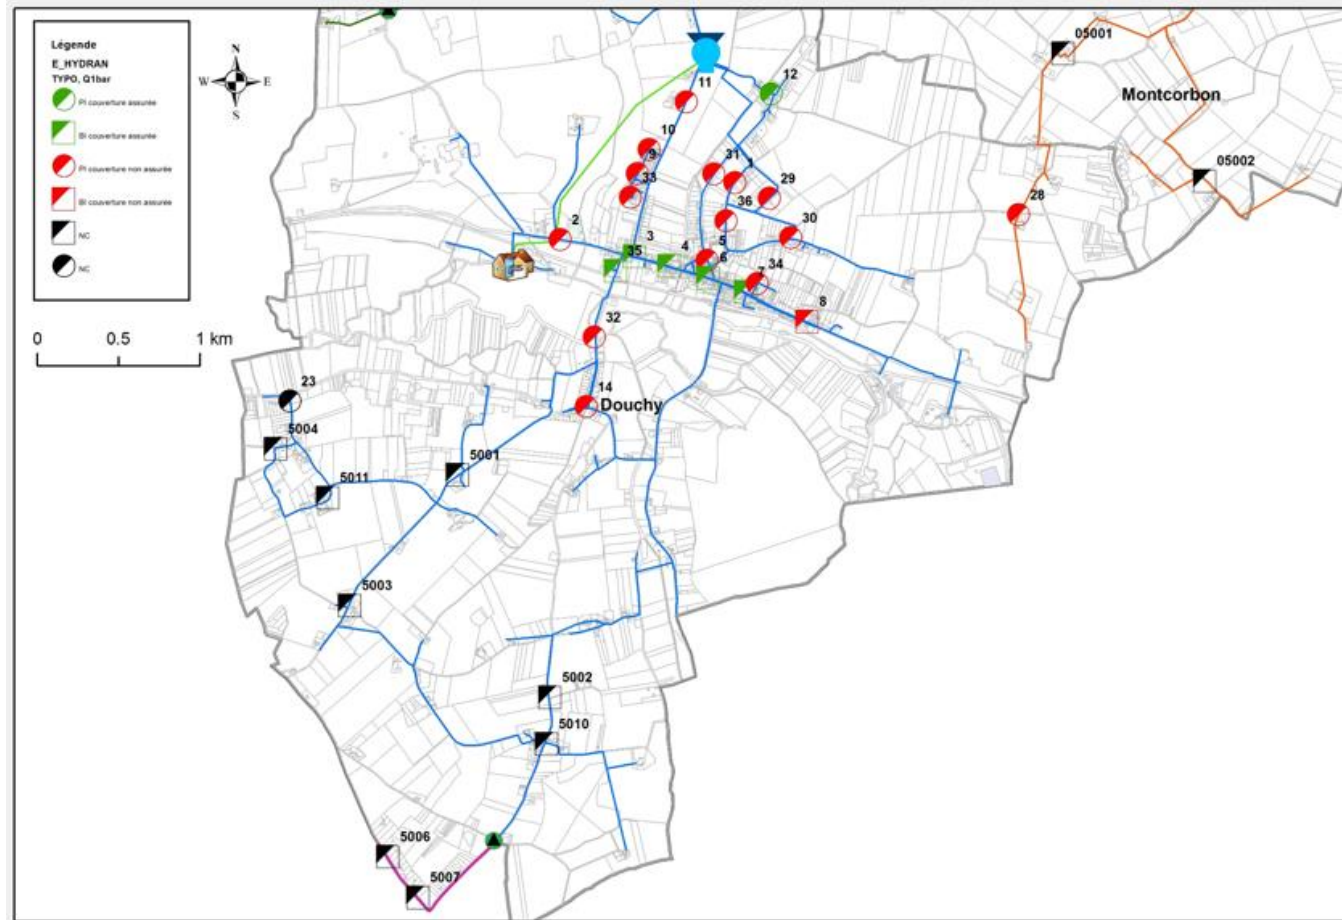 Légende
E_HYDRAN
TYPO, Q1bar
PI couverture assurée
BI couverture assurée
PI couverture non assurée
BI couverture non assurée
NC
NC
N
W
E
S
0
0.5
1 km
05001
Montcorbon
05002
12
11
10
9
33
31
1
29
36
28
30
2
3
35
4
5
6
7
34
8
32
14
Douchy
23
5004
5011
5001
5003
5002
5010
5006
5007